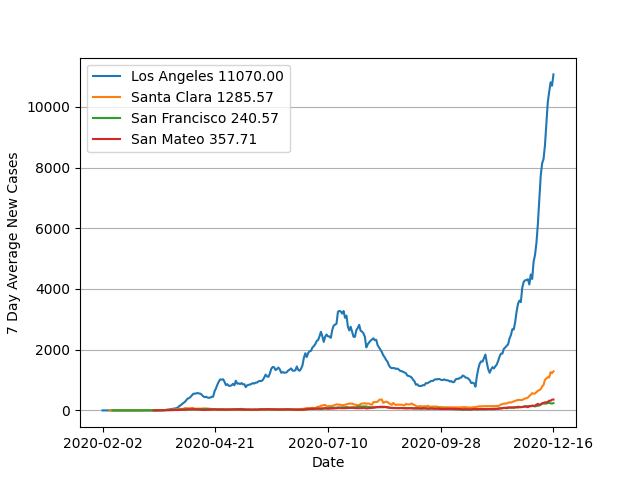 Los Angeles 11070.00
Santa Clara 1285.57
San Francisco 240.57
San Mateo 357.71
10000
8000
6000
4000
2000
0
7 Day Average New Cases
2020-02-02 2020-04-21 2020-07-10 2020-09-28 2020-12-16
Date